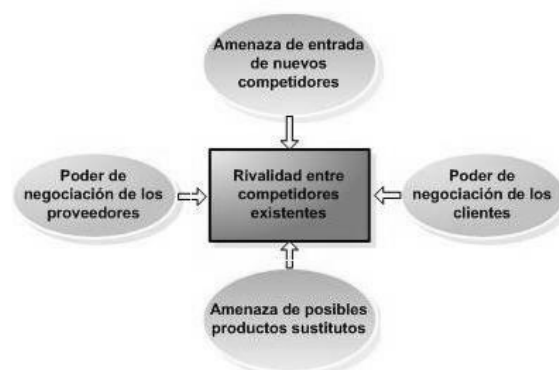 Amenaza de entrada
de nuevos
competidores
Poder de
negociación de los
proveedores
Rivalidad entre
competidores
existentes
Poder de
negociación de los
clientes
Amenaza de posibles
productos sustitutos